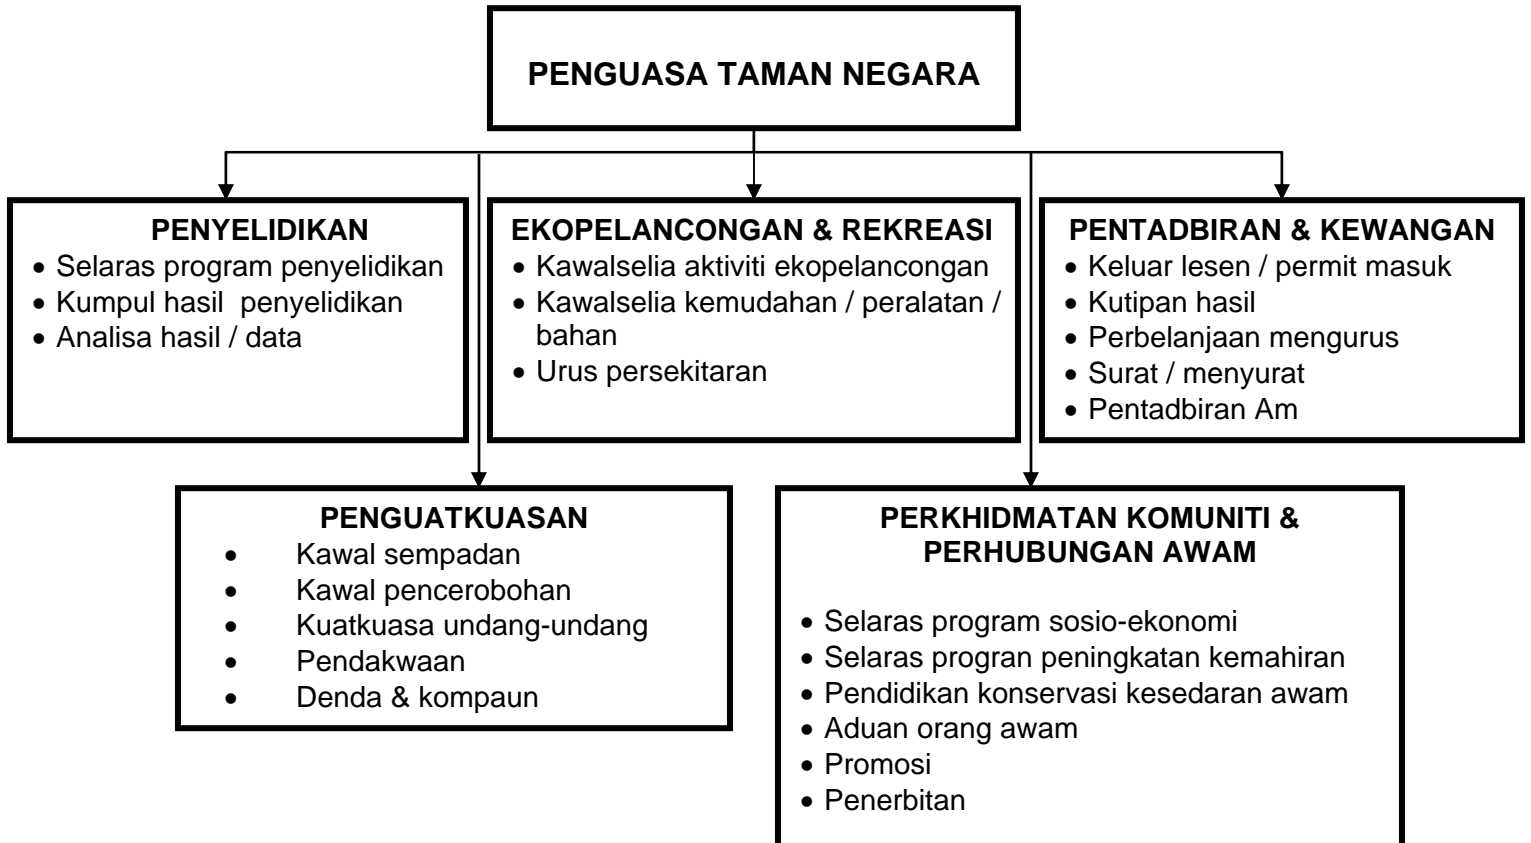 PENGUASA TAMAN NEGARA
PENYELIDIKAN
• Selaras program penyelidikan
• Kumpul hasil  penyelidikan
• Analisa hasil / data
EKOPELANCONGAN & REKREASI
• Kawalselia aktiviti ekopelancongan
• Kawalselia kemudahan / peralatan /
bahan
• Urus persekitaran
PENTADBIRAN & KEWANGAN
• Keluar lesen / permit masuk
• Kutipan hasil
• Perbelanjaan mengurus
• Surat / menyurat
• Pentadbiran Am
PENGUATKUASAN
• Kawal sempadan
• Kawal pencerobohan
• Kuatkuasa undang-undang
• Pendakwaan
• Denda & kompaun
PERKHIDMATAN KOMUNITI &
PERHUBUNGAN AWAM
• Selaras program sosio-ekonomi
• Selaras progran peningkatan kemahiran
• Pendidikan konservasi kesedaran awam
• Aduan orang awam
• Promosi
• Penerbitan